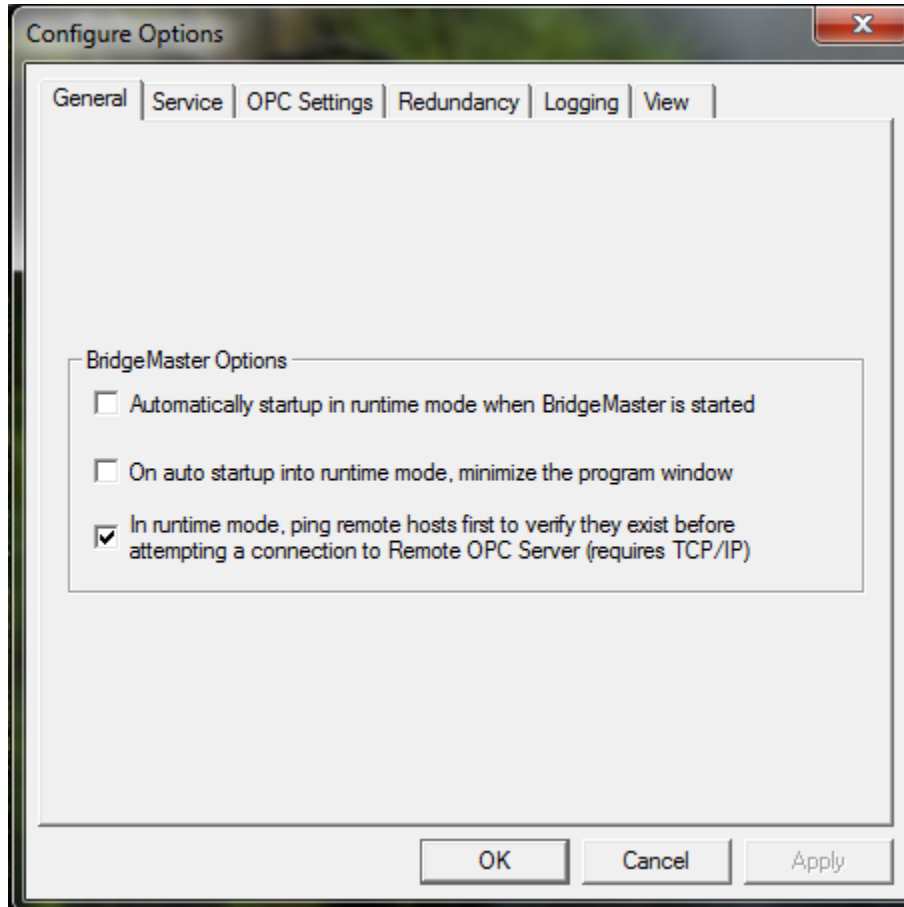 Configure Options
General Service OPC Settings Redundancy Logging View
BridgeMaster Options
Automatically startup in runtime mode when BridgeMaster is started
On auto startup into runtime mode, minimize the program window
In runtime mode, ping remote hosts first to verify they exist before
attempting a connection to Remote OPC Server (requires TCP/IP)
OK Cancel Apply